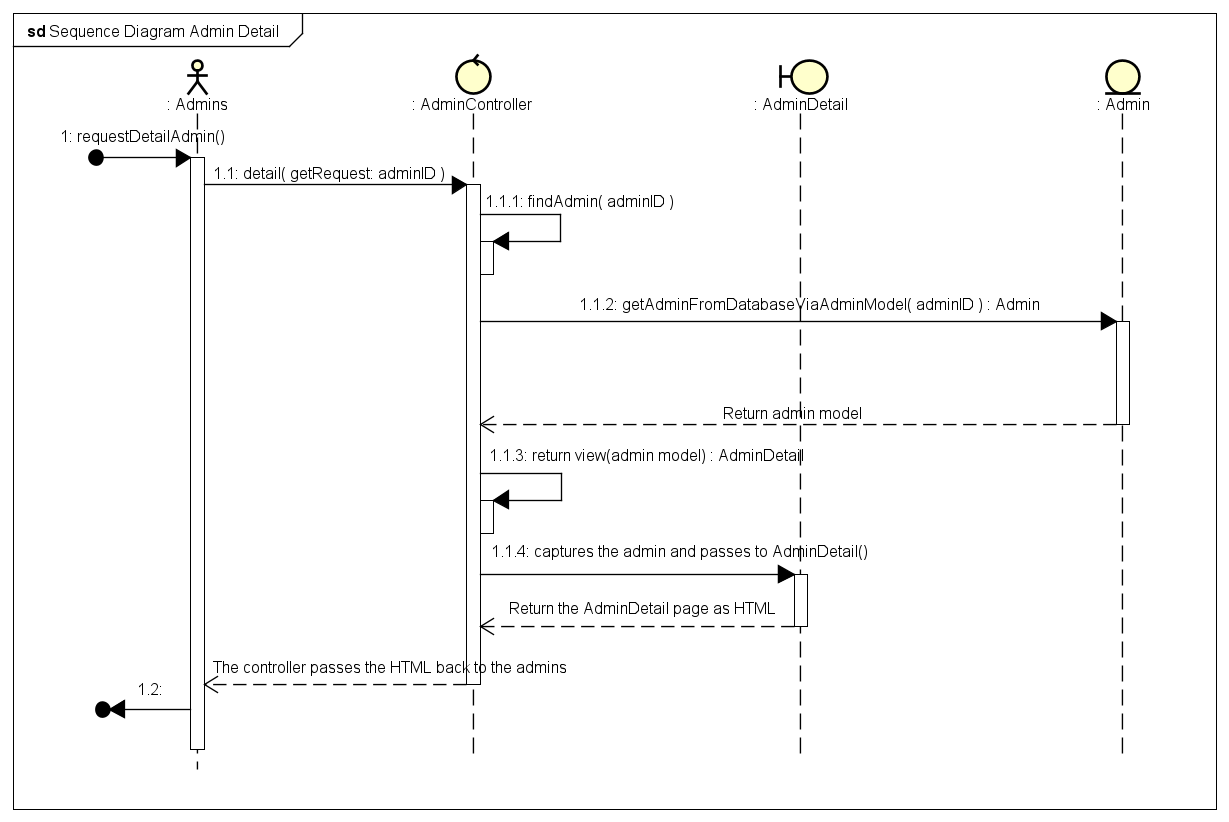 sd Sequence Diagram Admin Detail
: Admins
: AdminController
: AdminDetail
: Admin
1: requestDetailAdmin()
1.1: detail( getRequest: adminID )
1.1.1: findAdmin( adminID )
1.1.2: getAdminFromDatabaseViaAdminModel( adminID ) : Admin
Return admin model
1.1.3: return view(admin model) : AdminDetail
1.1.4: captures the admin and passes to AdminDetail()
Return the AdminDetail page as HTML
The controller passes the HTML back to the admins
1.2: